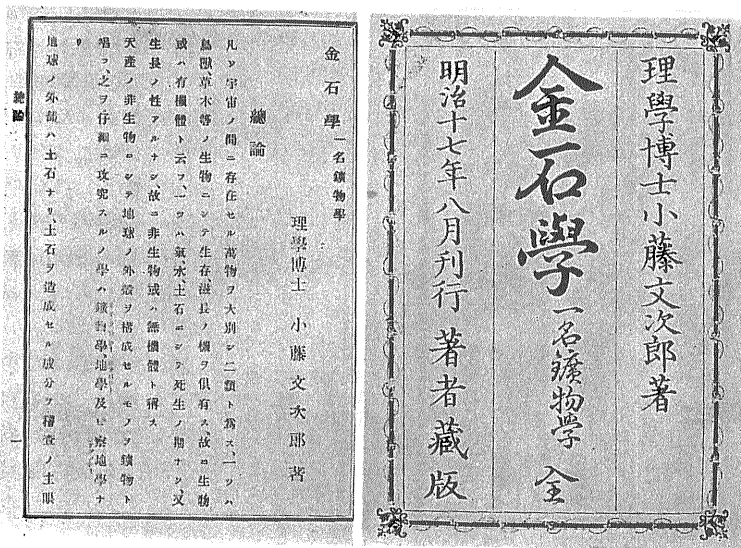 理學博士小藤文次郎著
金石學 一名鑛物學 全
明治十七年八月刊行 著者藏版
金石學 一名鑛物學
理學博士 小藤文次郎 著
總論
凡ソ宇宙ノ間ニ存在セル萬物ヲ大別シ二類ト爲ス、一ツハ
鳥獸、草木等ノ生物ニシテ生存、滋長ノ機ヲ俱有ス、故ニ生物
或ハ有機體ト云フ、一ツハ氣水、土石ニシテ死生ノ期ナシ、又
生長ノ性アルナシ、故ニ非生物或ハ無機體ト稱ス
天產ノ非生物ニシテ地球ノ外殼ヲ構成セルモノヲ鑛物ト
唱フ、之ヲ仔細ニ攻究スルノ學ハ鑛物學、地學及ヒ察地學ナ
リ
地球ノ外部ハ土石ナリ、土石ヲ造成セル成分ヲ稽查ノ主眼
總論
一